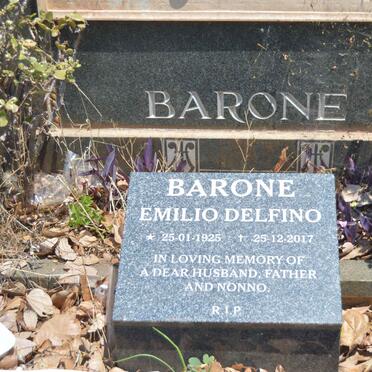 BARONE
BARONE
EMILIO DELFINO
★ 25-01-1925 † 25-12-2017
IN LOVING MEMORY OF
A DEAR HUSBAND, FATHER
AND NONNO.
R.I.P.